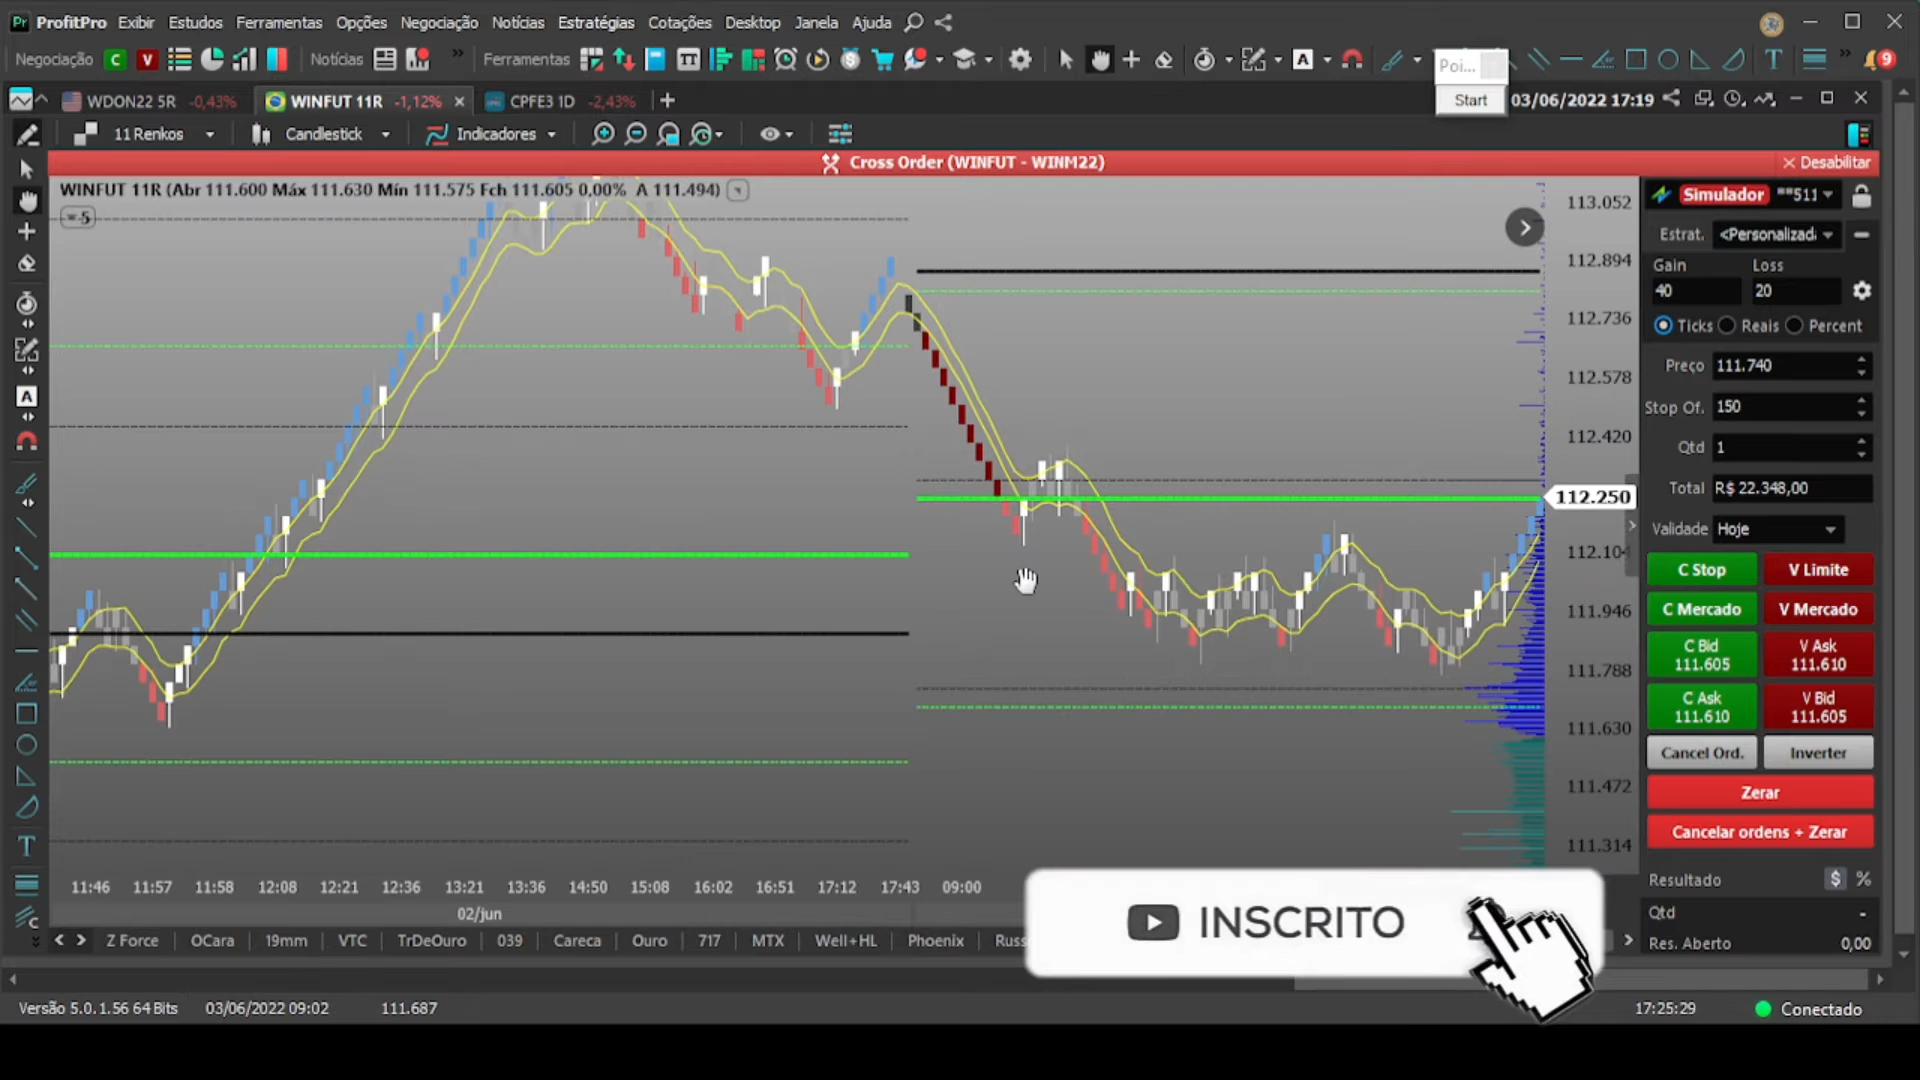 ProfitPro Exibir Estudos Ferramentas Opções Negociação Notícias Estratégias Cotações Desktop Janela Ajuda
Negociação C V Notícias » Ferramentas A Poi... T » 9
WDON22 5R -0,43% WINFUT 11R -1,12% × CPFE3 1D -2,43% + Start 03/06/2022 17:19
11 Renkos Candlestick Indicadores
Cross Order (WINFUT - WINM22) × Desabilitar
WINFUT 11R (Abr 111.600 Máx 111.630 Mín 111.575 Fch 111.605 0,00% A 111.494)
5
113.052
112.894
112.736
112.578
112.420
112.250
112.104
111.946
111.788
111.630
111.472
111.314
Simulador **511
Estrat. <Personalizad
Gain Loss
40 20
Ticks Reais Percent
Preço 111.740
Stop Of. 150
Qtd 1
Total R$ 22.348,00
Validade Hoje
C Stop V Limite
C Mercado V Mercado
C Bid V Ask
111.605 111.610
C Ask V Bid
111.610 111.605
Cancel Ord. Inverter
Zerar
Cancelar ordens + Zerar
Resultado $ %
Qtd -
Res. Aberto 0,00
A
T
C
11:46 11:57 11:58 12:08 12:21 12:36 13:21 13:36 14:50 15:08 16:02 16:51 17:12 17:43 09:00
02/jun
INSCRITO
Z Force OCara 19mm VTC TrDeOuro 039 Careca Ouro 717 MTX Well+HL Phoenix Russ
Versão 5.0.1.56 64 Bits 03/06/2022 09:02 111.687 17:25:29 Conectado